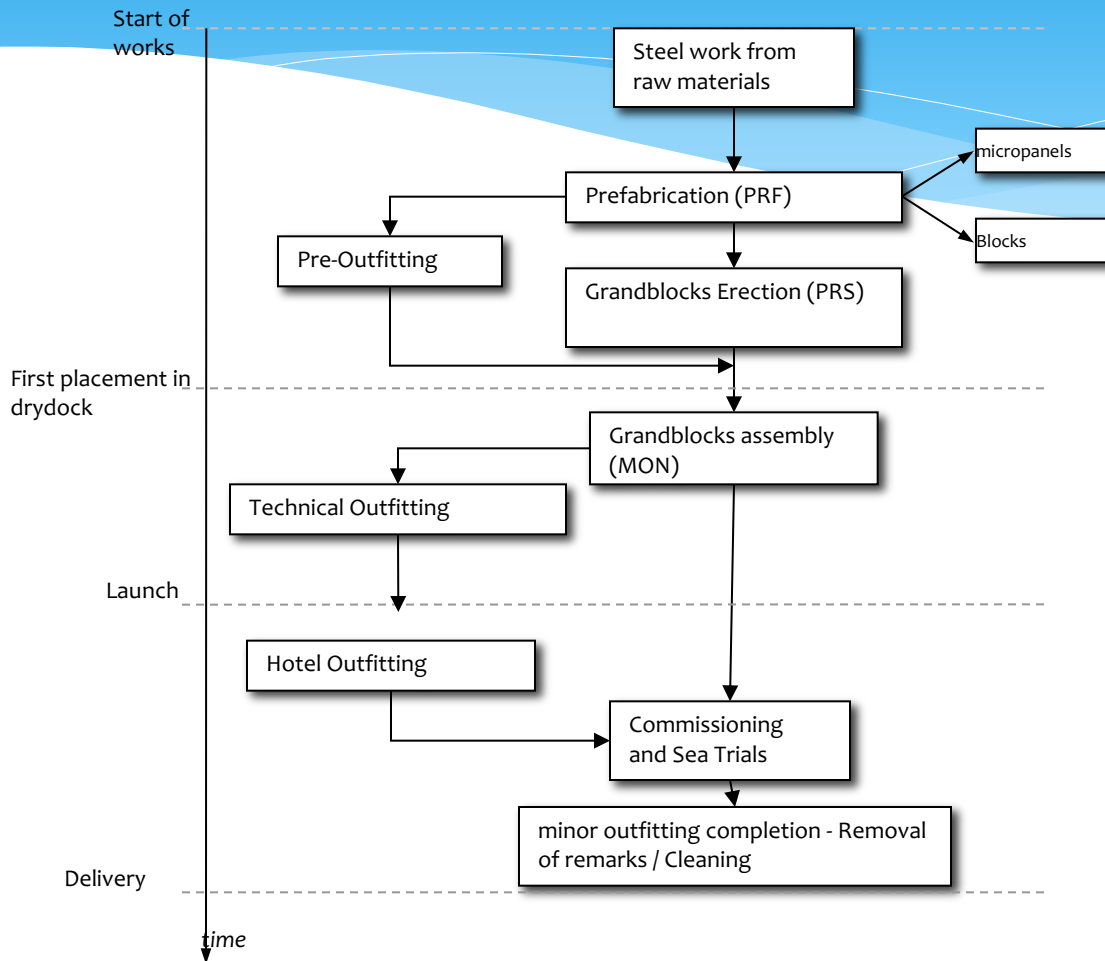 Start of
works
Steel work from
raw materials
micropanels
Prefabrication (PRF)
Blocks
Pre-Outfitting
Grandblocks Erection (PRS)
First placement in
drydock
Grandblocks assembly
(MON)
Technical Outfitting
Launch
Hotel Outfitting
Commissioning
and Sea Trials
minor outfitting completion - Removal
of remarks / Cleaning
Delivery
time